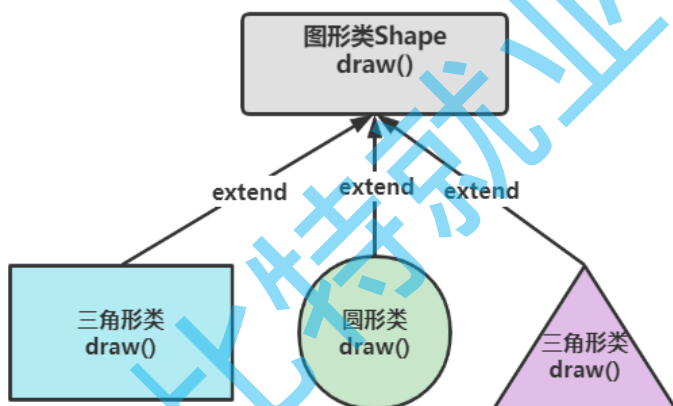 图形类Shape
draw()
extend
extend
extend
三角形类
draw()
圆形类
draw()
三角形类
draw()
比特就业